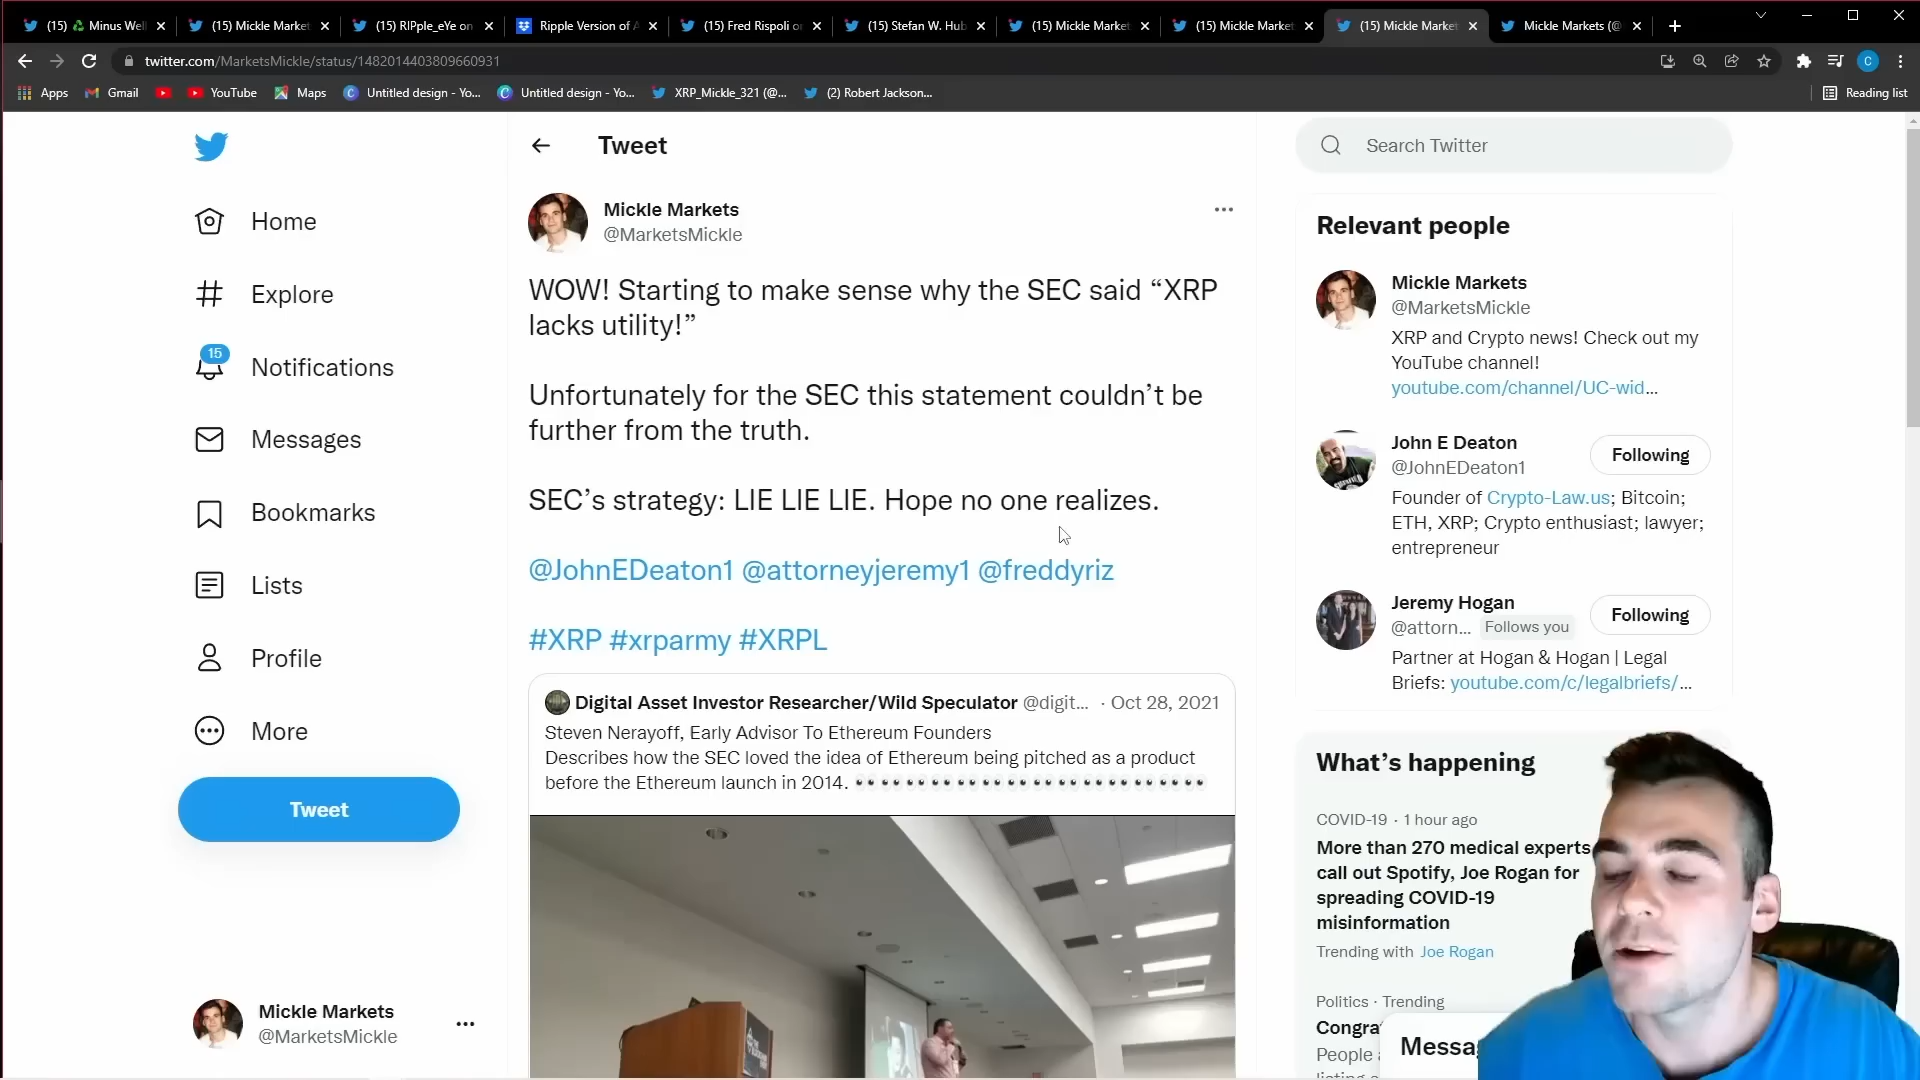 (15) ♻ Minus Wel
(15) Mickle Market
(15) RIPple_eYe on
Ripple Version of A
(15) Fred Rispoli o
(15) Stefan W. Hub
(15) Mickle Market
(15) Mickle Market
(15) Mickle Market
Mickle Markets (@
twitter.com/MarketsMickle/status/1482014403809660931
C
Apps
Gmail
YouTube
Maps
Untitled design - Yo...
Untitled design - Yo...
XRP_Mickle_321 (@...
(2) Robert Jackson...
Reading list
Home
Explore
15
Notifications
Messages
Bookmarks
Lists
Profile
More
Tweet
Mickle Markets
@MarketsMickle
Tweet
Mickle Markets
@MarketsMickle
WOW! Starting to make sense why the SEC said “XRP
lacks utility!”
Unfortunately for the SEC this statement couldn’t be
further from the truth.
SEC’s strategy: LIE LIE LIE. Hope no one realizes.
@JohnEDeaton1 @attorneyjeremy1 @freddyriz
#XRP #xrparmy #XRPL
Digital Asset Investor Researcher/Wild Speculator @digit... · Oct 28, 2021
Steven Nerayoff, Early Advisor To Ethereum Founders
Describes how the SEC loved the idea of Ethereum being pitched as a product
before the Ethereum launch in 2014.
Search Twitter
Relevant people
Mickle Markets
@MarketsMickle
XRP and Crypto news! Check out my
YouTube channel!
youtube.com/channel/UC-wid...
John E Deaton
@JohnEDeaton1
Following
Founder of Crypto-Law.us; Bitcoin;
ETH, XRP; Crypto enthusiast; lawyer;
entrepreneur
Jeremy Hogan
@attorn... Follows you
Following
Partner at Hogan & Hogan | Legal
Briefs: youtube.com/c/legalbriefs/...
What’s happening
COVID-19 · 1 hour ago
More than 270 medical experts
call out Spotify, Joe Rogan for
spreading COVID-19
misinformation
Trending with Joe Rogan
Politics · Trending
Congra
People
Messa